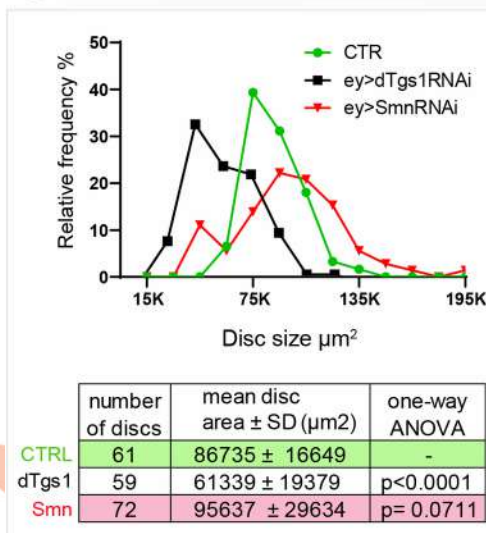 50
40
30
20
10
0
Relative frequency %
CTR
ey>dTgs1RNAi
ey>SmnRNAi
15K 75K 135K 195K
Disc size µm²
number of discs
mean disc area ± SD (µm2)
one-way ANOVA
CTRL 61 86735 ± 16649 -
dTgs1 59 61339 ± 19379 p<0.0001
Smn 72 95637 ± 29634 p= 0.0711